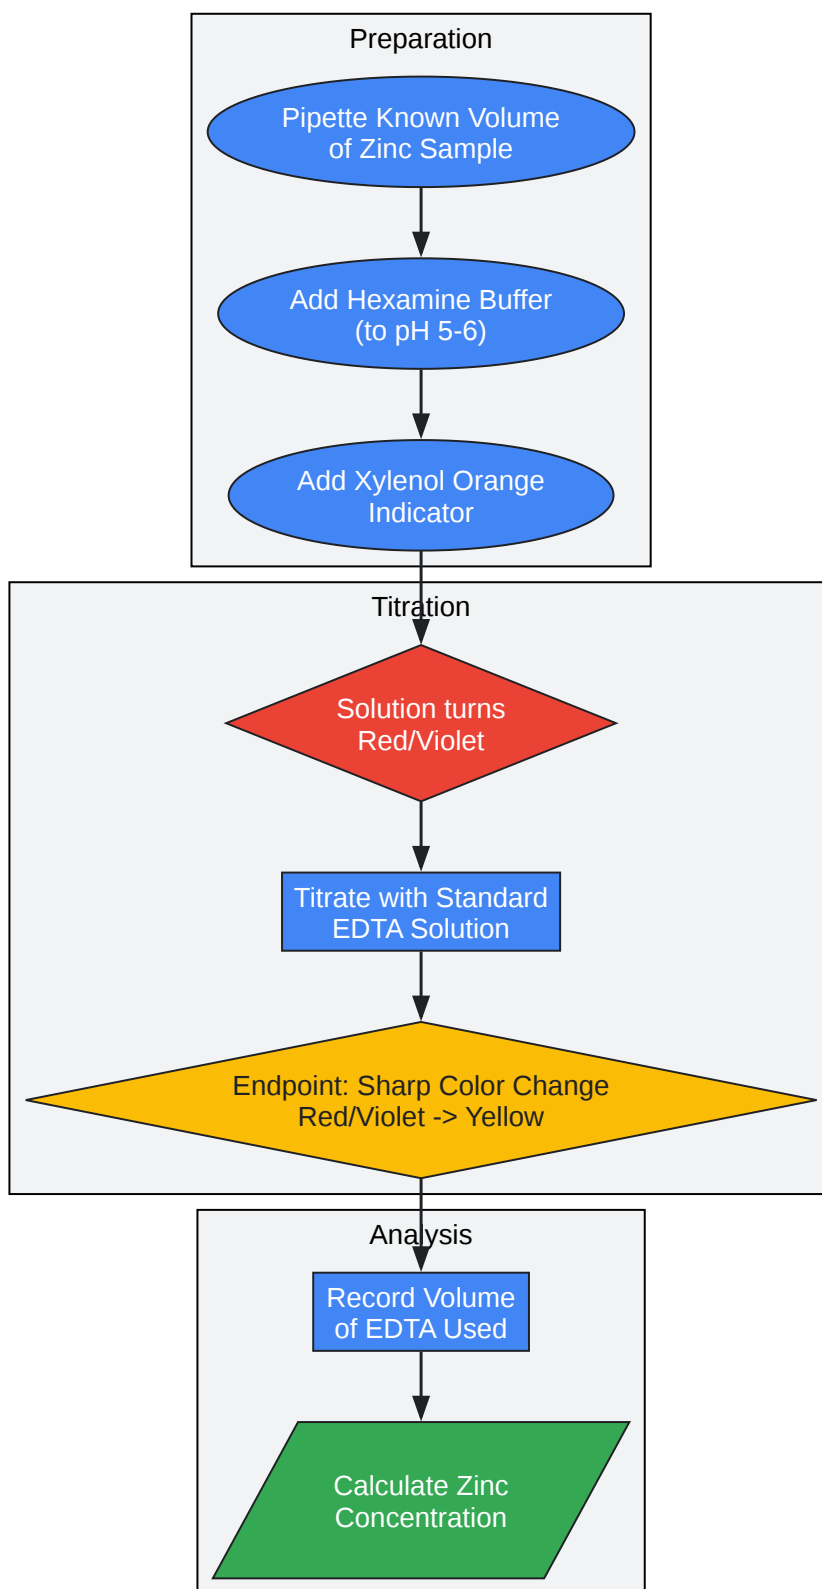 Preparation
Pipette Known Volume
of Zinc Sample
Add Hexamine Buffer
(to pH 5-6)
Add Xylenol Orange
Indicator
Titration
Solution turns
Red/Violet
Titrate with Standard
EDTA Solution
Endpoint: Sharp Color Change
Red/Violet -> Yellow
Analysis
Record Volume
of EDTA Used
Calculate Zinc
Concentration